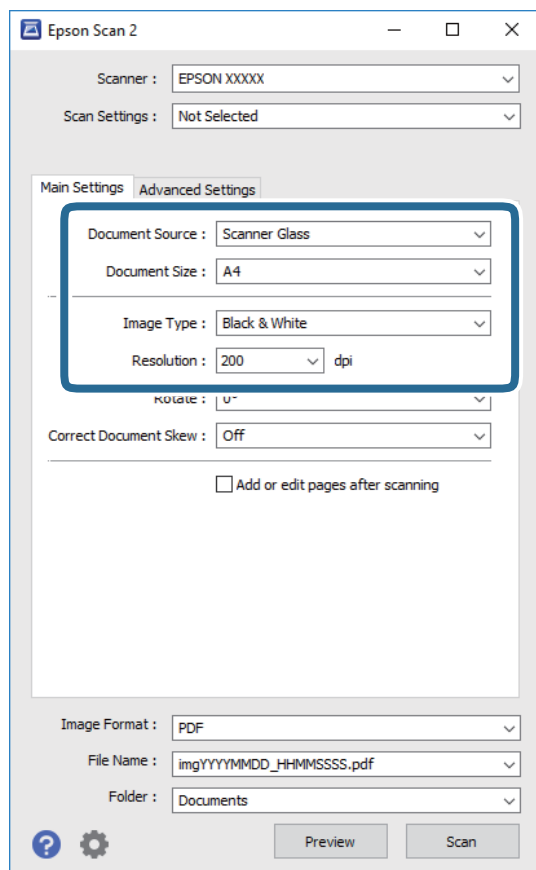 Epson Scan 2
Scanner : EPSON XXXXX
Scan Settings : Not Selected
Main Settings Advanced Settings
Document Source : Scanner Glass
Document Size : A4
Image Type : Black & White
Resolution : 200 dpi
Rotate : 0°
Correct Document Skew : Off
Add or edit pages after scanning
Image Format : PDF
File Name : imgYYYYMMDD_HHMMSSSS.pdf
Folder : Documents
? Preview Scan